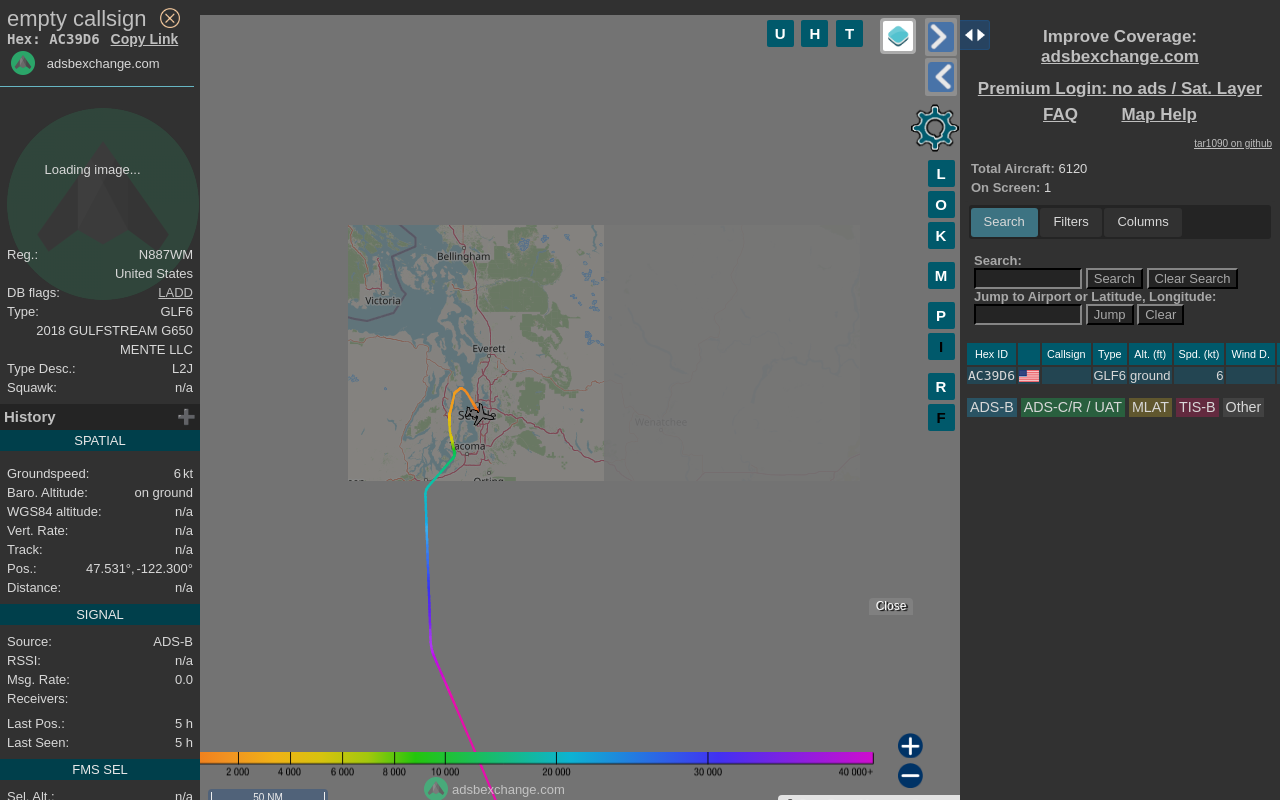 empty callsign
Hex: AC39D6 Copy Link
adsbexchange.com
Loading image...
Reg.: N887WM
United States
DB flags: LADD
Type: GLF6
2018 GULFSTREAM G650
MENTE LLC
Type Desc.: L2J
Squawk: n/a
History
SPATIAL
Groundspeed: 6 kt
Baro. Altitude: on ground
WGS84 altitude: n/a
Vert. Rate: n/a
Track: n/a
Pos.: 47.531°, -122.300°
Distance: n/a
SIGNAL
Source: ADS-B
RSSI: n/a
Msg. Rate: 0.0
Receivers:
Last Pos.: 5 h
Last Seen: 5 h
FMS SEL
Sel. Alt.: n/a
U H T
L
O
K
M
P
I
R
F
Bellingham
Victoria
Everett
Wenatchee
Tacoma
Orting
Close
2 000 4 000 6 000 8 000 10 000 20 000 30 000 40 000+
adsbexchange.com
50 NM
Improve Coverage:
adsbexchange.com
Premium Login: no ads / Sat. Layer
FAQ Map Help
tar1090 on github
Total Aircraft: 6120
On Screen: 1
Search Filters Columns
Search:
Search Clear Search
Jump to Airport or Latitude, Longitude:
Jump Clear
Hex ID Callsign Type Alt. (ft) Spd. (kt) Wind D.
AC39D6 GLF6 ground 6
ADS-B ADS-C/R / UAT MLAT TIS-B Other